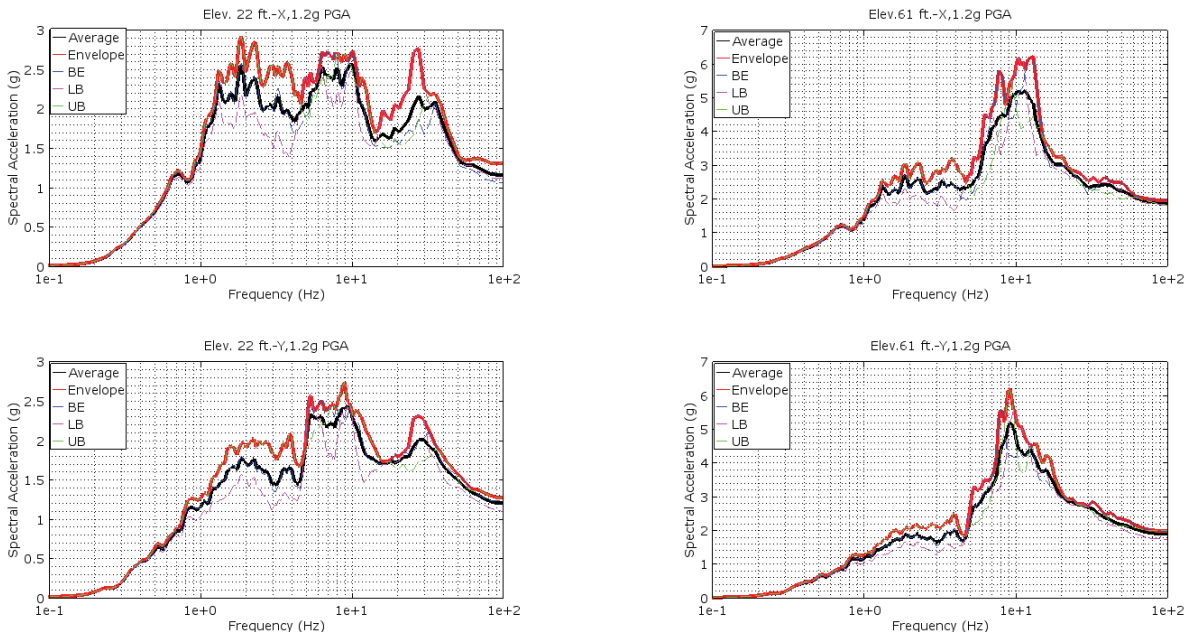 Elev. 22 ft.-X,1.2g PGA
Spectral Acceleration (g)
3
2.5
2
1.5
1
0.5
0
Average
Envelope
BE
LB
UB
1e-1 1e+0 1e+1 1e+2
Frequency (Hz)
Elev.61 ft.-X,1.2g PGA
Spectral Acceleration (g)
7
6
5
4
3
2
1
0
Average
Envelope
BE
LB
UB
1e-1 1e+0 1e+1 1e+2
Frequency (Hz)
Elev. 22 ft.-Y,1.2g PGA
Spectral Acceleration (g)
3
2.5
2
1.5
1
0.5
0
Average
Envelope
BE
LB
UB
1e-1 1e+0 1e+1 1e+2
Frequency (Hz)
Elev.61 ft.-Y,1.2g PGA
Spectral Acceleration (g)
7
6
5
4
3
2
1
0
Average
Envelope
BE
LB
UB
1e-1 1e+0 1e+1 1e+2
Frequency (Hz)